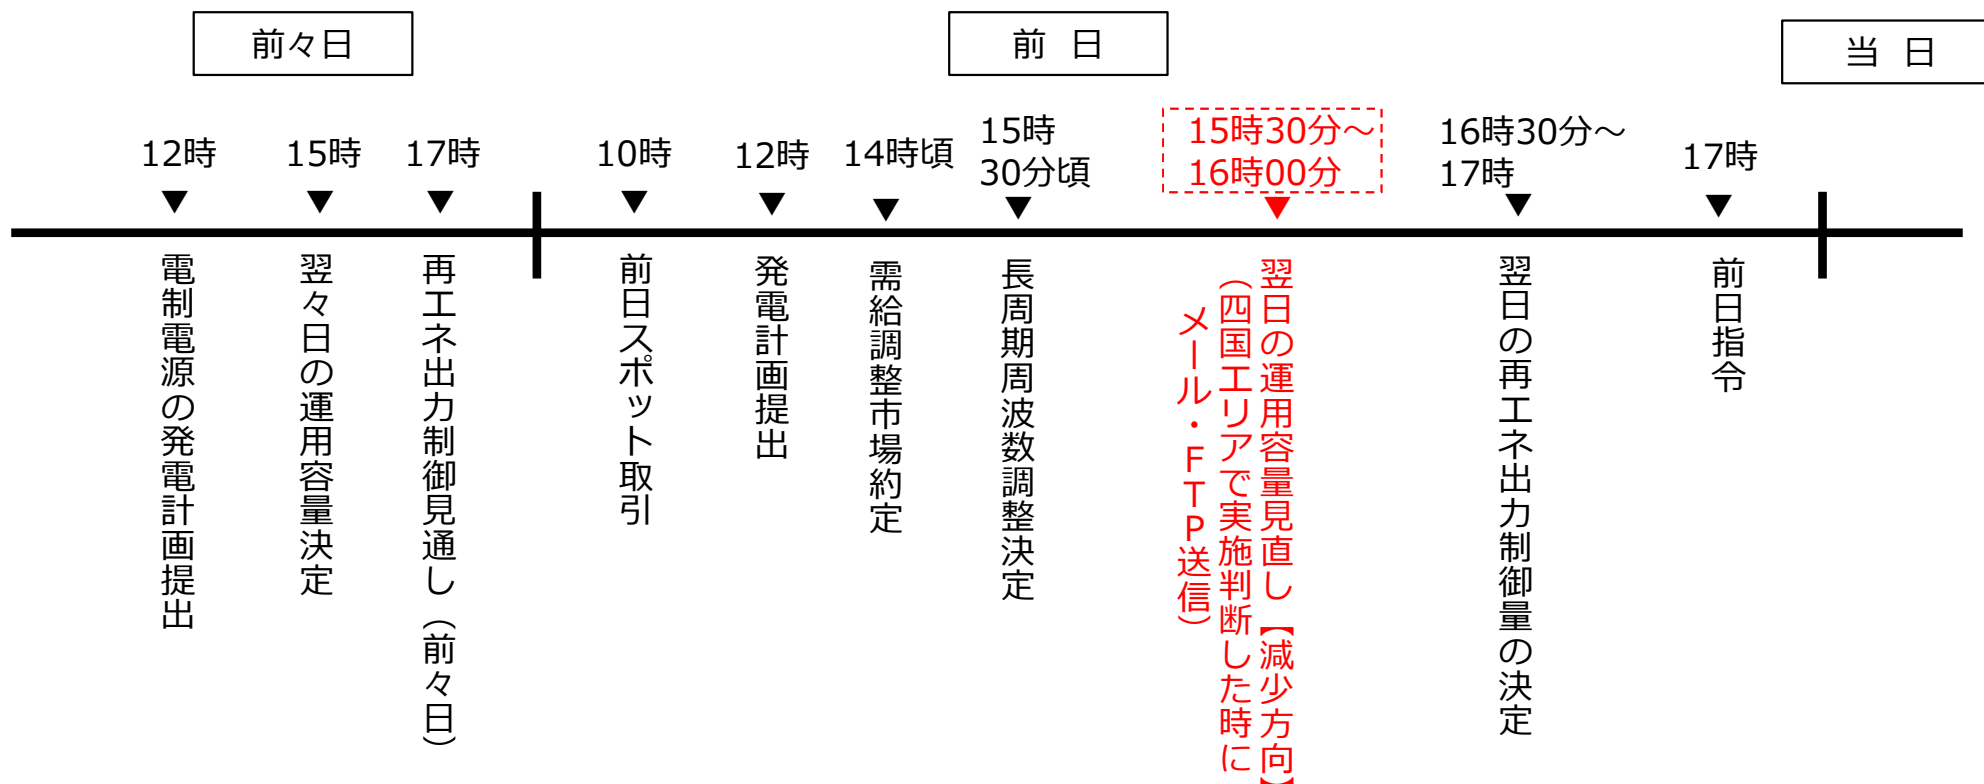 前々日
前 日
当 日
12時
15時
17時
10時
12時
14時頃
15時
30分頃
15時30分～
16時00分
16時30分～
17時
17時
電制電源の発電計画提出
翌々日の運用容量決定
再エネ出力制御見通し（前々日）
前日スポット取引
発電計画提出
需給調整市場約定
長周期周波数調整決定
翌日の運用容量見直し【減少方向】
（四国エリアで実施判断した時に
メール・ＦＴＰ送信）
翌日の再エネ出力制御量の決定
前日指令